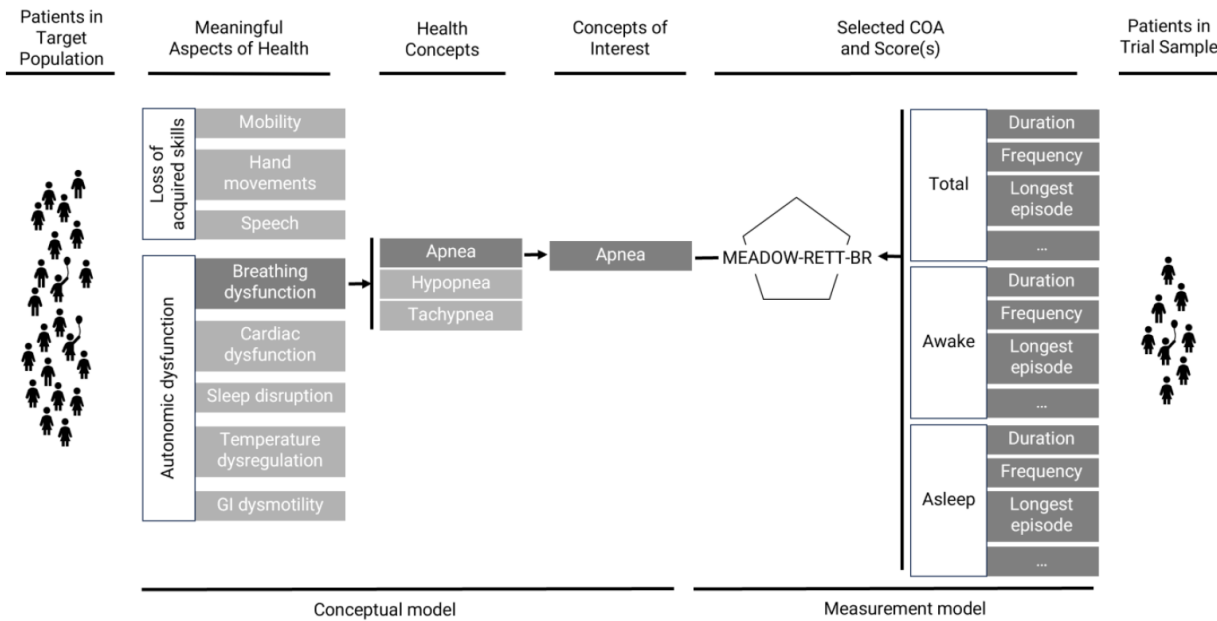 Patients in
Target
Population
Meaningful
Aspects of Health
Health
Concepts
Concepts of
Interest
Selected COA
and Score(s)
Patients in
Trial Sample
Loss of
acquired skills
Mobility
Hand
movements
Speech
Autonomic dysfunction
Breathing
dysfunction
Cardiac
dysfunction
Sleep disruption
Temperature
dysregulation
GI dysmotility
Apnea
Hypopnea
Tachypnea
Apnea
MEADOW-RETT-BR
Total
Duration
Frequency
Longest
episode
...
Awake
Duration
Frequency
Longest
episode
...
Asleep
Duration
Frequency
Longest
episode
...
Conceptual model
Measurement model